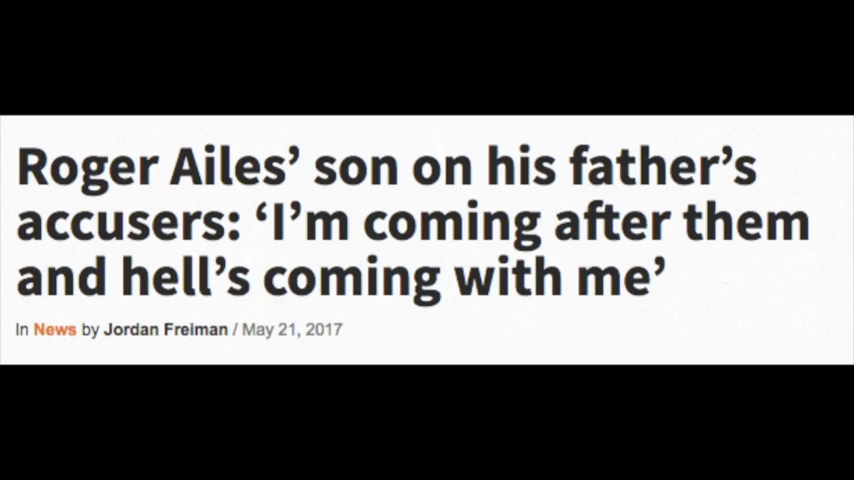 Roger Ailes’ son on his father’s
accusers: ‘I’m coming after them
and hell’s coming with me’
In News by Jordan Freiman / May 21, 2017